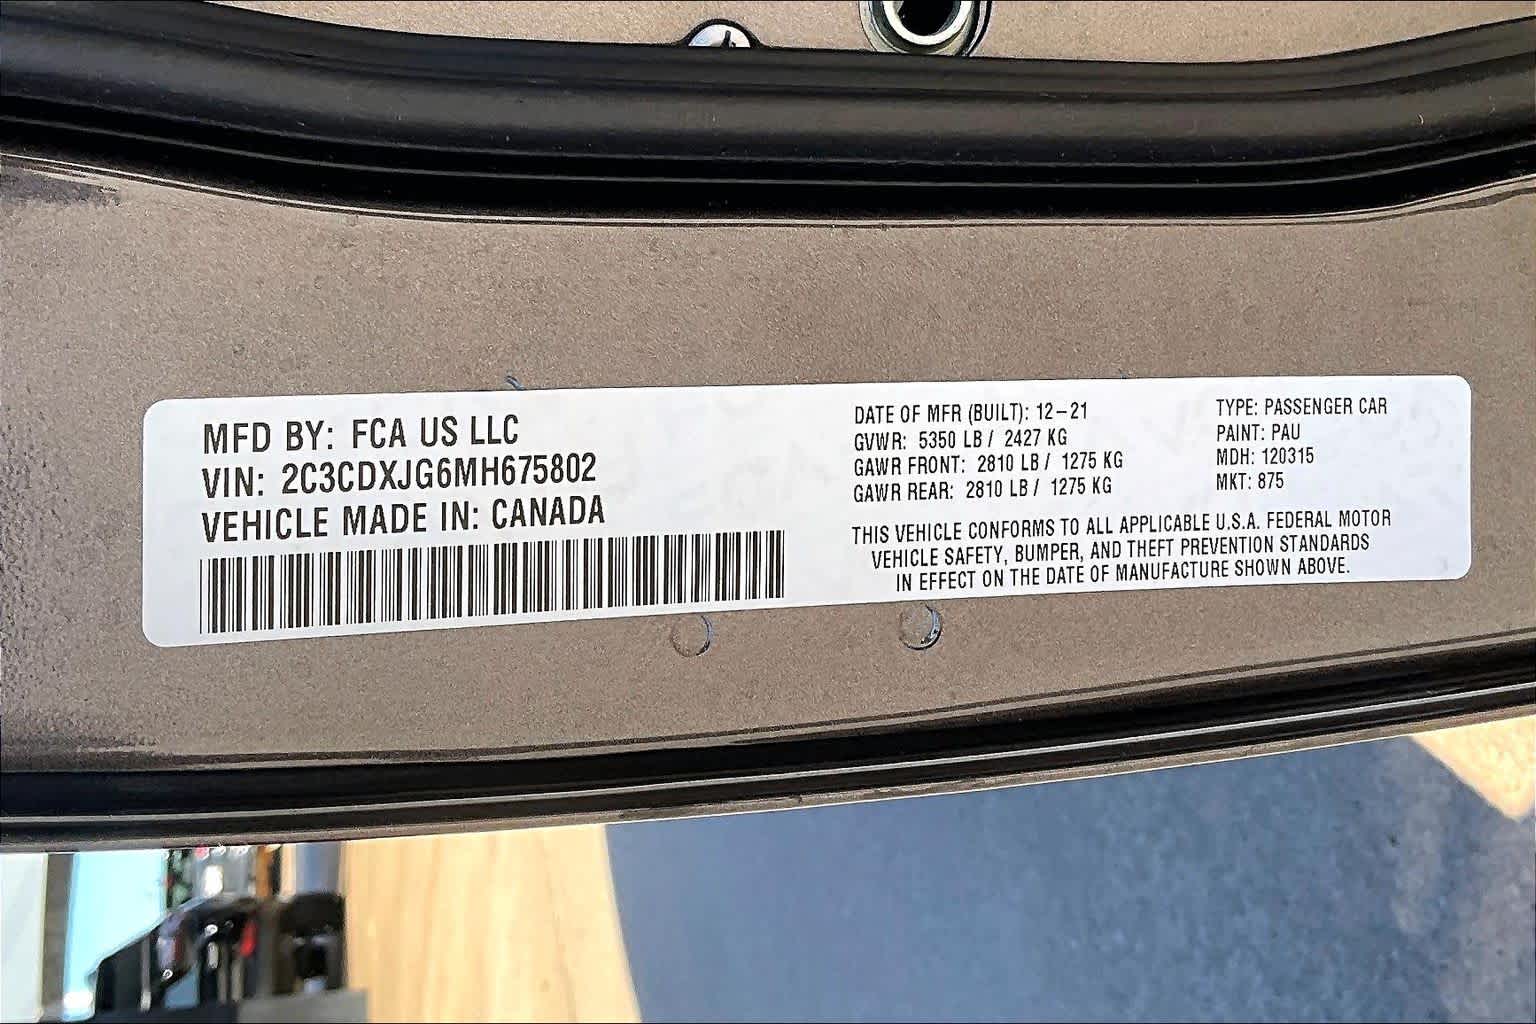 MFD BY: FCA US LLC
VIN: 2C3CDXJG6MH675802
VEHICLE MADE IN: CANADA
DATE OF MFR (BUILT): 12-21
GVWR: 5350 LB / 2427 KG
GAWR FRONT: 2810 LB / 1275 KG
GAWR REAR: 2810 LB / 1275 KG
TYPE: PASSENGER CAR
PAINT: PAU
MDH: 120315
MKT: 875
THIS VEHICLE CONFORMS TO ALL APPLICABLE U.S.A. FEDERAL MOTOR
VEHICLE SAFETY, BUMPER, AND THEFT PREVENTION STANDARDS
IN EFFECT ON THE DATE OF MANUFACTURE SHOWN ABOVE.